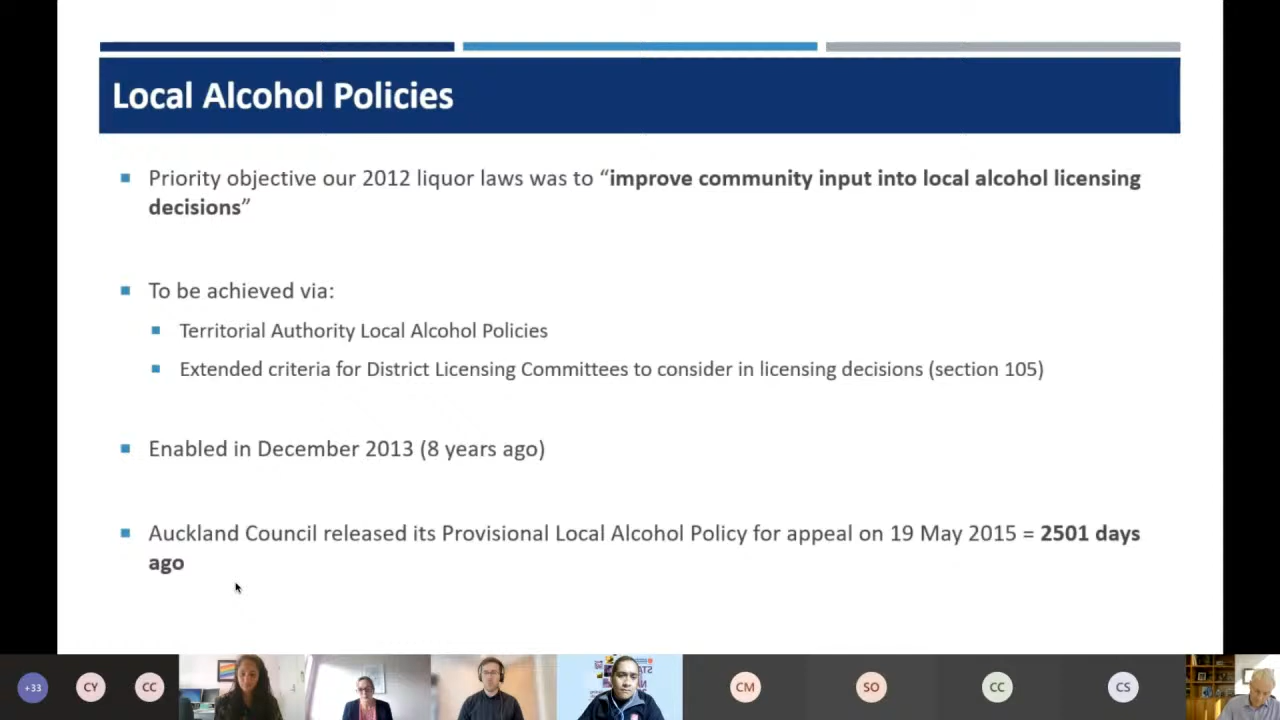 Local Alcohol Policies
Priority objective our 2012 liquor laws was to “improve community input into local alcohol licensing
decisions”
To be achieved via:
Territorial Authority Local Alcohol Policies
Extended criteria for District Licensing Committees to consider in licensing decisions (section 105)
Enabled in December 2013 (8 years ago)
Auckland Council released its Provisional Local Alcohol Policy for appeal on 19 May 2015 = 2501 days
ago
+33
CY
CC
CM
SO
CC
CS